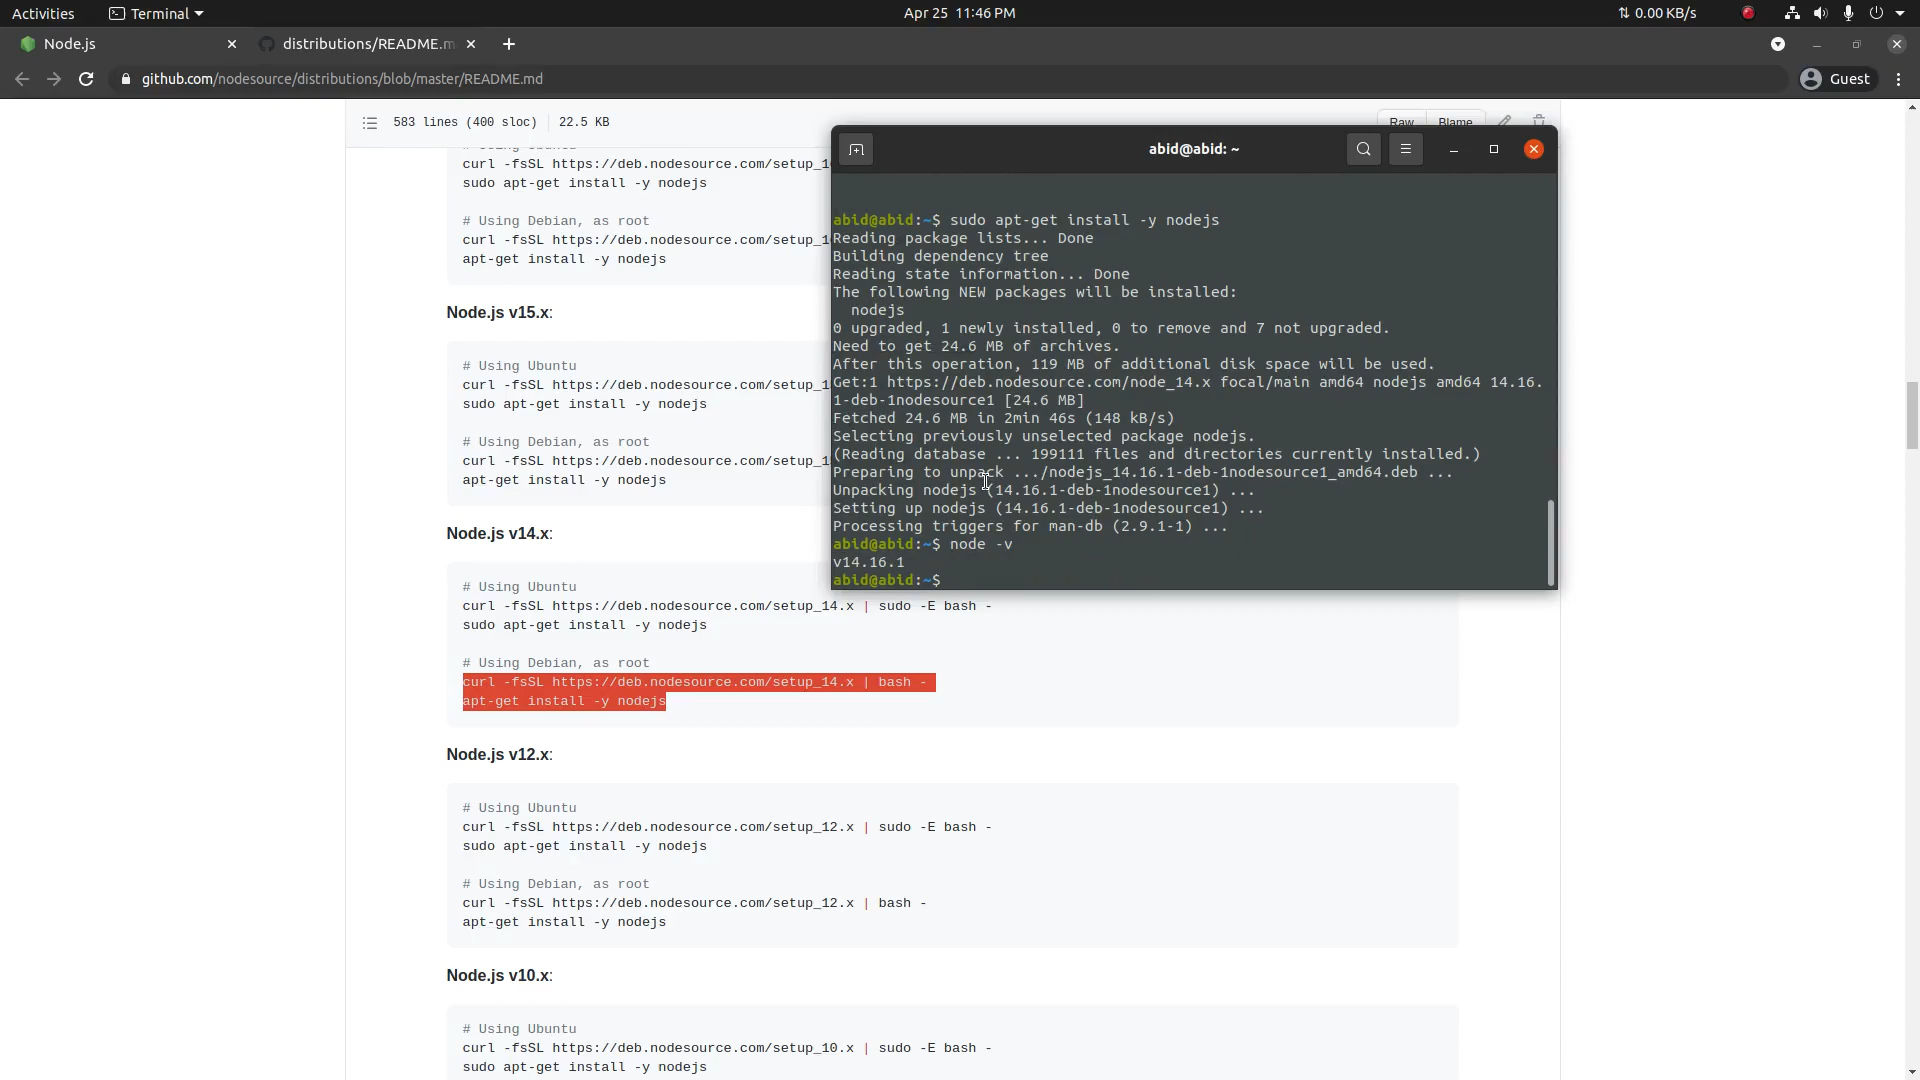 Activities
Terminal
Apr 25 11:46 PM
0.00 KB/s
Node.js
distributions/README.m
github.com/nodesource/distributions/blob/master/README.md
Guest
583 lines (400 sloc)
22.5 KB
Raw
Blame
# Using Ubuntu
curl -fsSL https://deb.nodesource.com/setup_1
sudo apt-get install -y nodejs
# Using Debian, as root
curl -fsSL https://deb.nodesource.com/setup_1
apt-get install -y nodejs
Node.js v15.x:
# Using Ubuntu
curl -fsSL https://deb.nodesource.com/setup_1
sudo apt-get install -y nodejs
# Using Debian, as root
curl -fsSL https://deb.nodesource.com/setup_1
apt-get install -y nodejs
Node.js v14.x:
# Using Ubuntu
curl -fsSL https://deb.nodesource.com/setup_14.x | sudo -E bash -
sudo apt-get install -y nodejs
# Using Debian, as root
curl -fsSL https://deb.nodesource.com/setup_14.x | bash -
apt-get install -y nodejs
Node.js v12.x:
# Using Ubuntu
curl -fsSL https://deb.nodesource.com/setup_12.x | sudo -E bash -
sudo apt-get install -y nodejs
# Using Debian, as root
curl -fsSL https://deb.nodesource.com/setup_12.x | bash -
apt-get install -y nodejs
Node.js v10.x:
# Using Ubuntu
curl -fsSL https://deb.nodesource.com/setup_10.x | sudo -E bash -
sudo apt-get install -y nodejs
abid@abid: ~
abid@abid:~$ sudo apt-get install -y nodejs
Reading package lists... Done
Building dependency tree
Reading state information... Done
The following NEW packages will be installed:
nodejs
0 upgraded, 1 newly installed, 0 to remove and 7 not upgraded.
Need to get 24.6 MB of archives.
After this operation, 119 MB of additional disk space will be used.
Get:1 https://deb.nodesource.com/node_14.x focal/main amd64 nodejs amd64 14.16.
1-deb-1nodesource1 [24.6 MB]
Fetched 24.6 MB in 2min 46s (148 kB/s)
Selecting previously unselected package nodejs.
(Reading database ... 199111 files and directories currently installed.)
Preparing to unpack .../nodejs_14.16.1-deb-1nodesource1_amd64.deb ...
Unpacking nodejs (14.16.1-deb-1nodesource1) ...
Setting up nodejs (14.16.1-deb-1nodesource1) ...
Processing triggers for man-db (2.9.1-1) ...
abid@abid:~$ node -v
v14.16.1
abid@abid:~$